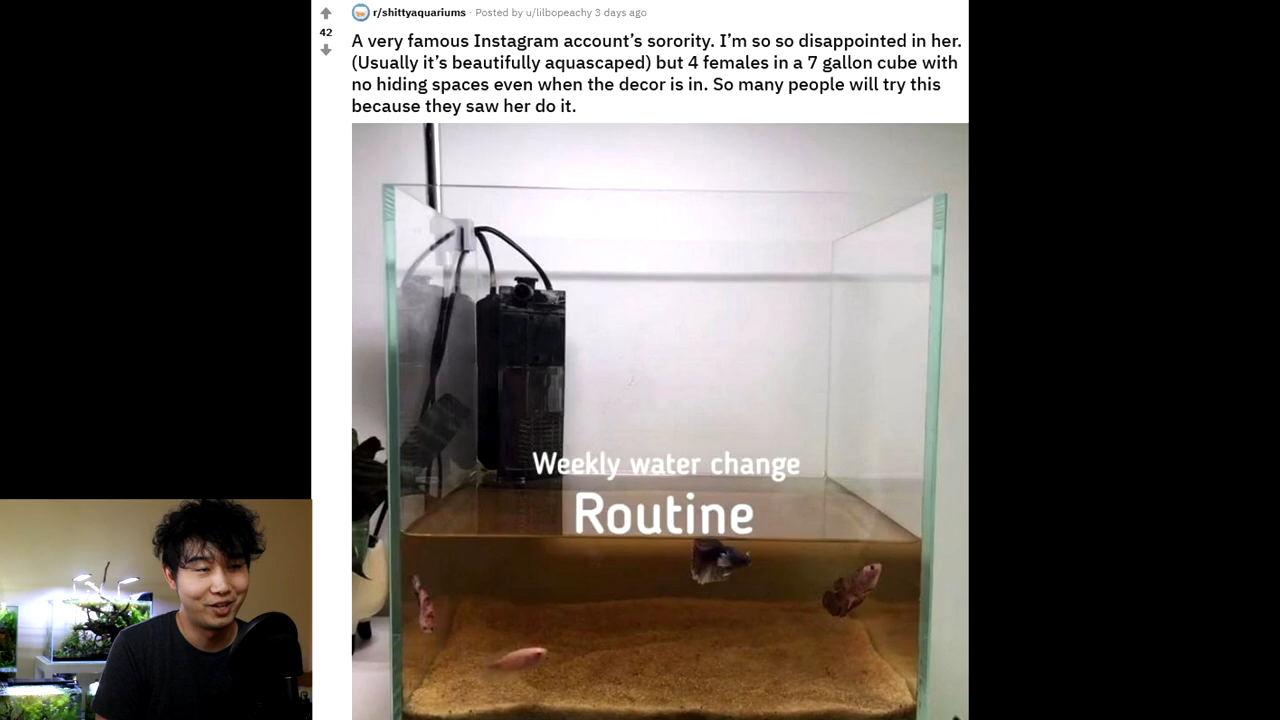 r/shittyaquariums · Posted by u/lilbopeachy 3 days ago
42
A very famous Instagram account’s sorority. I’m so so disappointed in her.
(Usually it’s beautifully aquascaped) but 4 females in a 7 gallon cube with
no hiding spaces even when the decor is in. So many people will try this
because they saw her do it.
Weekly water change
Routine